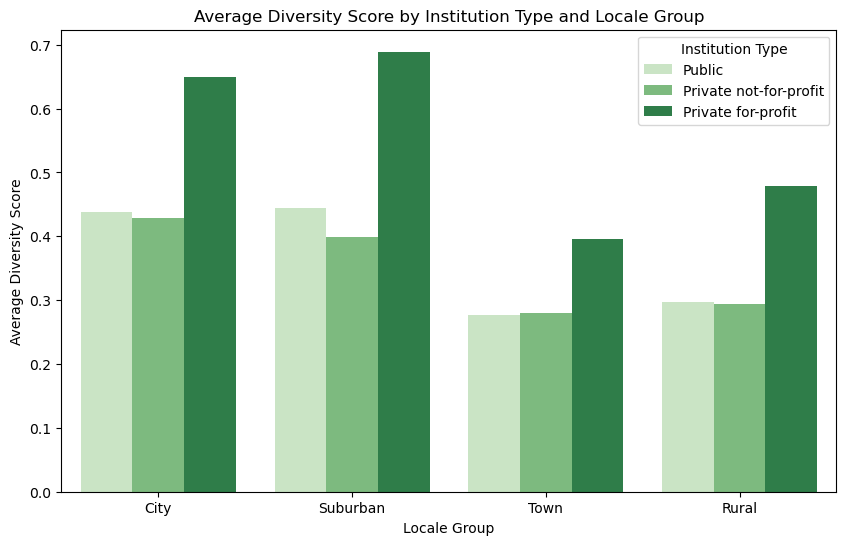 Average Diversity Score by Institution Type and Locale Group
Institution Type
Public
Private not-for-profit
Private for-profit
Average Diversity Score
0.7
0.6
0.5
0.4
0.3
0.2
0.1
0.0
City
Suburban
Town
Rural
Locale Group